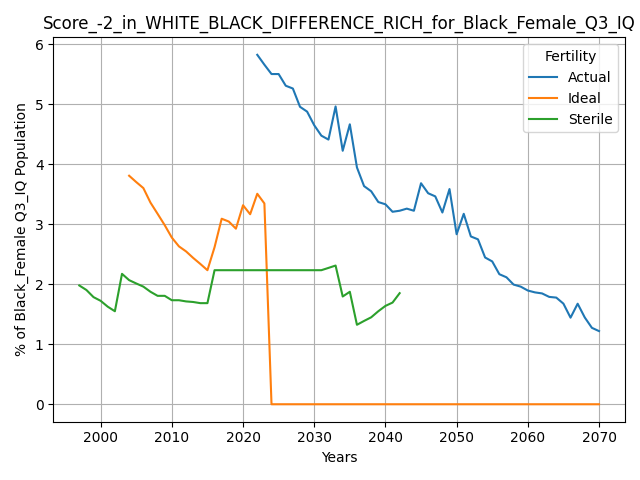 Score_-2_in_WHITE_BLACK_DIFFERENCE_RICH_for_Black_Female_Q3_IQ
Fertility
Actual
Ideal
Sterile
% of Black_Female Q3_IQ Population
6
5
4
3
2
1
0
2000 2010 2020 2030 2040 2050 2060 2070
Years